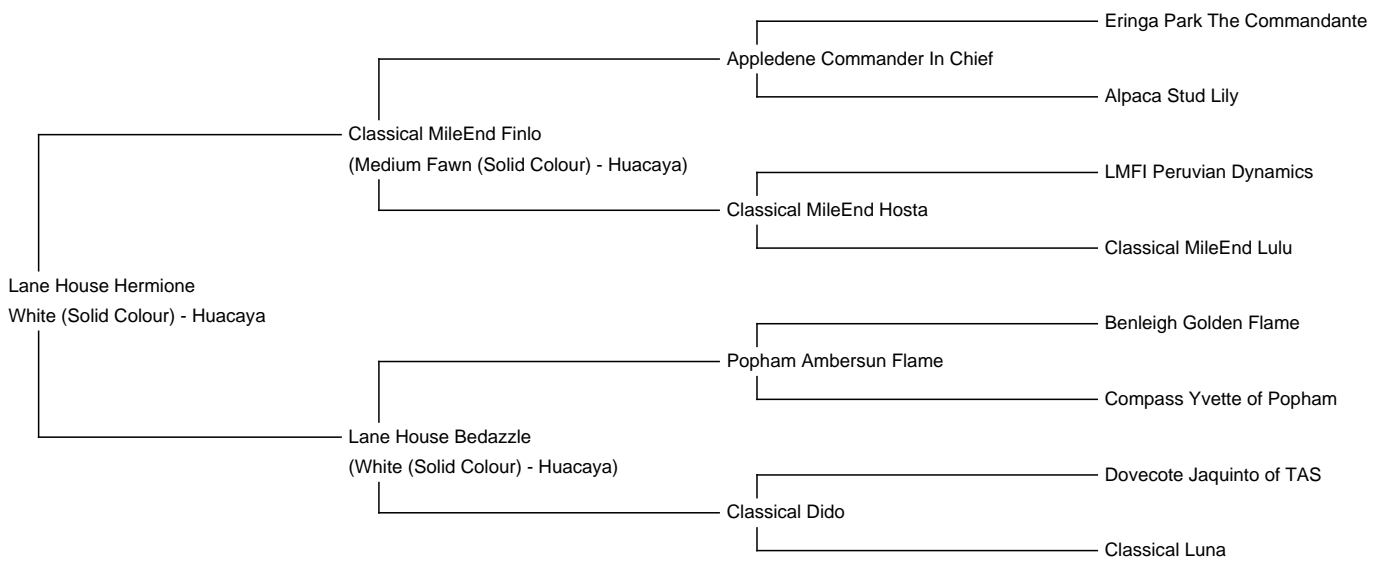 Eringa Park The Commandante
Appledene Commander In Chief
Alpaca Stud Lily
Classical MileEnd Finlo
(Medium Fawn (Solid Colour) - Huacaya)
LMFI Peruvian Dynamics
Classical MileEnd Hosta
Classical MileEnd Lulu
Lane House Hermione
White (Solid Colour) - Huacaya
Benleigh Golden Flame
Popham Ambersun Flame
Compass Yvette of Popham
Lane House Bedazzle
(White (Solid Colour) - Huacaya)
Dovecote Jaquinto of TAS
Classical Dido
Classical Luna